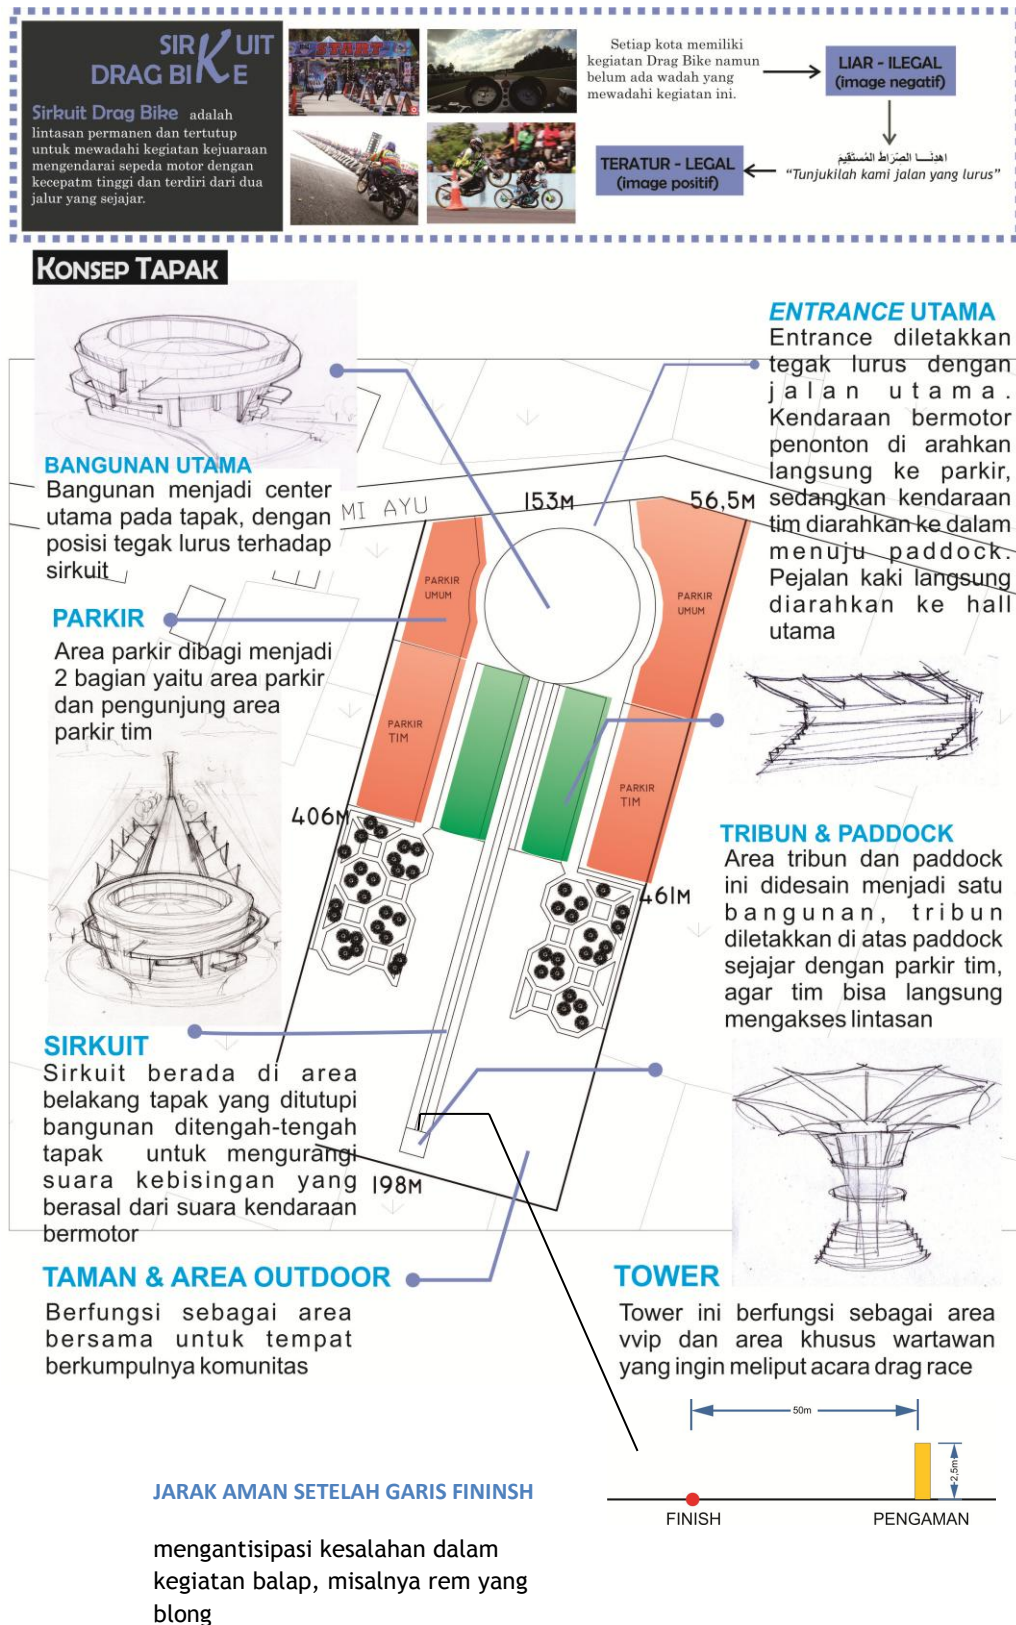 SIRKUIT
DRAG BIKE
Sirkuit Drag Bike adalah
lintasan permanen dan tertutup
untuk mewadahi kegiatan kejuaraan
mengendarai sepeda motor dengan
kecepatm tinggi dan terdiri dari dua
jalur yang sejajar.
START
Setiap kota memiliki
kegiatan Drag Bike namun
belum ada wadah yang
mewadahi kegiatan ini.
LIAR - ILEGAL
(image negatif)
اهدِنَــــا الصِّرَاطَ المُستَقِيمَ
“Tunjukilah kami jalan yang lurus”
TERATUR - LEGAL
(image positif)
KONSEP TAPAK
ENTRANCE UTAMA
Entrance diletakkan
tegak lurus dengan
jalan utama.
Kendaraan bermotor
penonton di arahkan
langsung ke parkir,
sedangkan kendaraan
tim diarahkan ke dalam
menuju paddock.
Pejalan kaki langsung
diarahkan ke hall
utama
BANGUNAN UTAMA
Bangunan menjadi center
utama pada tapak, dengan
posisi tegak lurus terhadap
sirkuit
MI AYU
153M
56,5M
PARKIR
UMUM
PARKIR
UMUM
PARKIR
Area parkir dibagi menjadi
2 bagian yaitu area parkir
dan pengunjung area
parkir tim
PARKIR
TIM
PARKIR
TIM
406M
461M
TRIBUN & PADDOCK
Area tribun dan paddock
ini didesain menjadi satu
bangunan, tribun
diletakkan di atas paddock
sejajar dengan parkir tim,
agar tim bisa langsung
mengakses lintasan
SIRKUIT
Sirkuit berada di area
belakang tapak yang ditutupi
bangunan ditengah-tengah
tapak untuk mengurangi
suara kebisingan yang
berasal dari suara kendaraan
bermotor
198M
TAMAN & AREA OUTDOOR
Berfungsi sebagai area
bersama untuk tempat
berkumpulnya komunitas
TOWER
Tower ini berfungsi sebagai area
vvip dan area khusus wartawan
yang ingin meliput acara drag race
50m
2,5m
FINISH
PENGAMAN
JARAK AMAN SETELAH GARIS FININSH
mengantisipasi kesalahan dalam
kegiatan balap, misalnya rem yang
blong